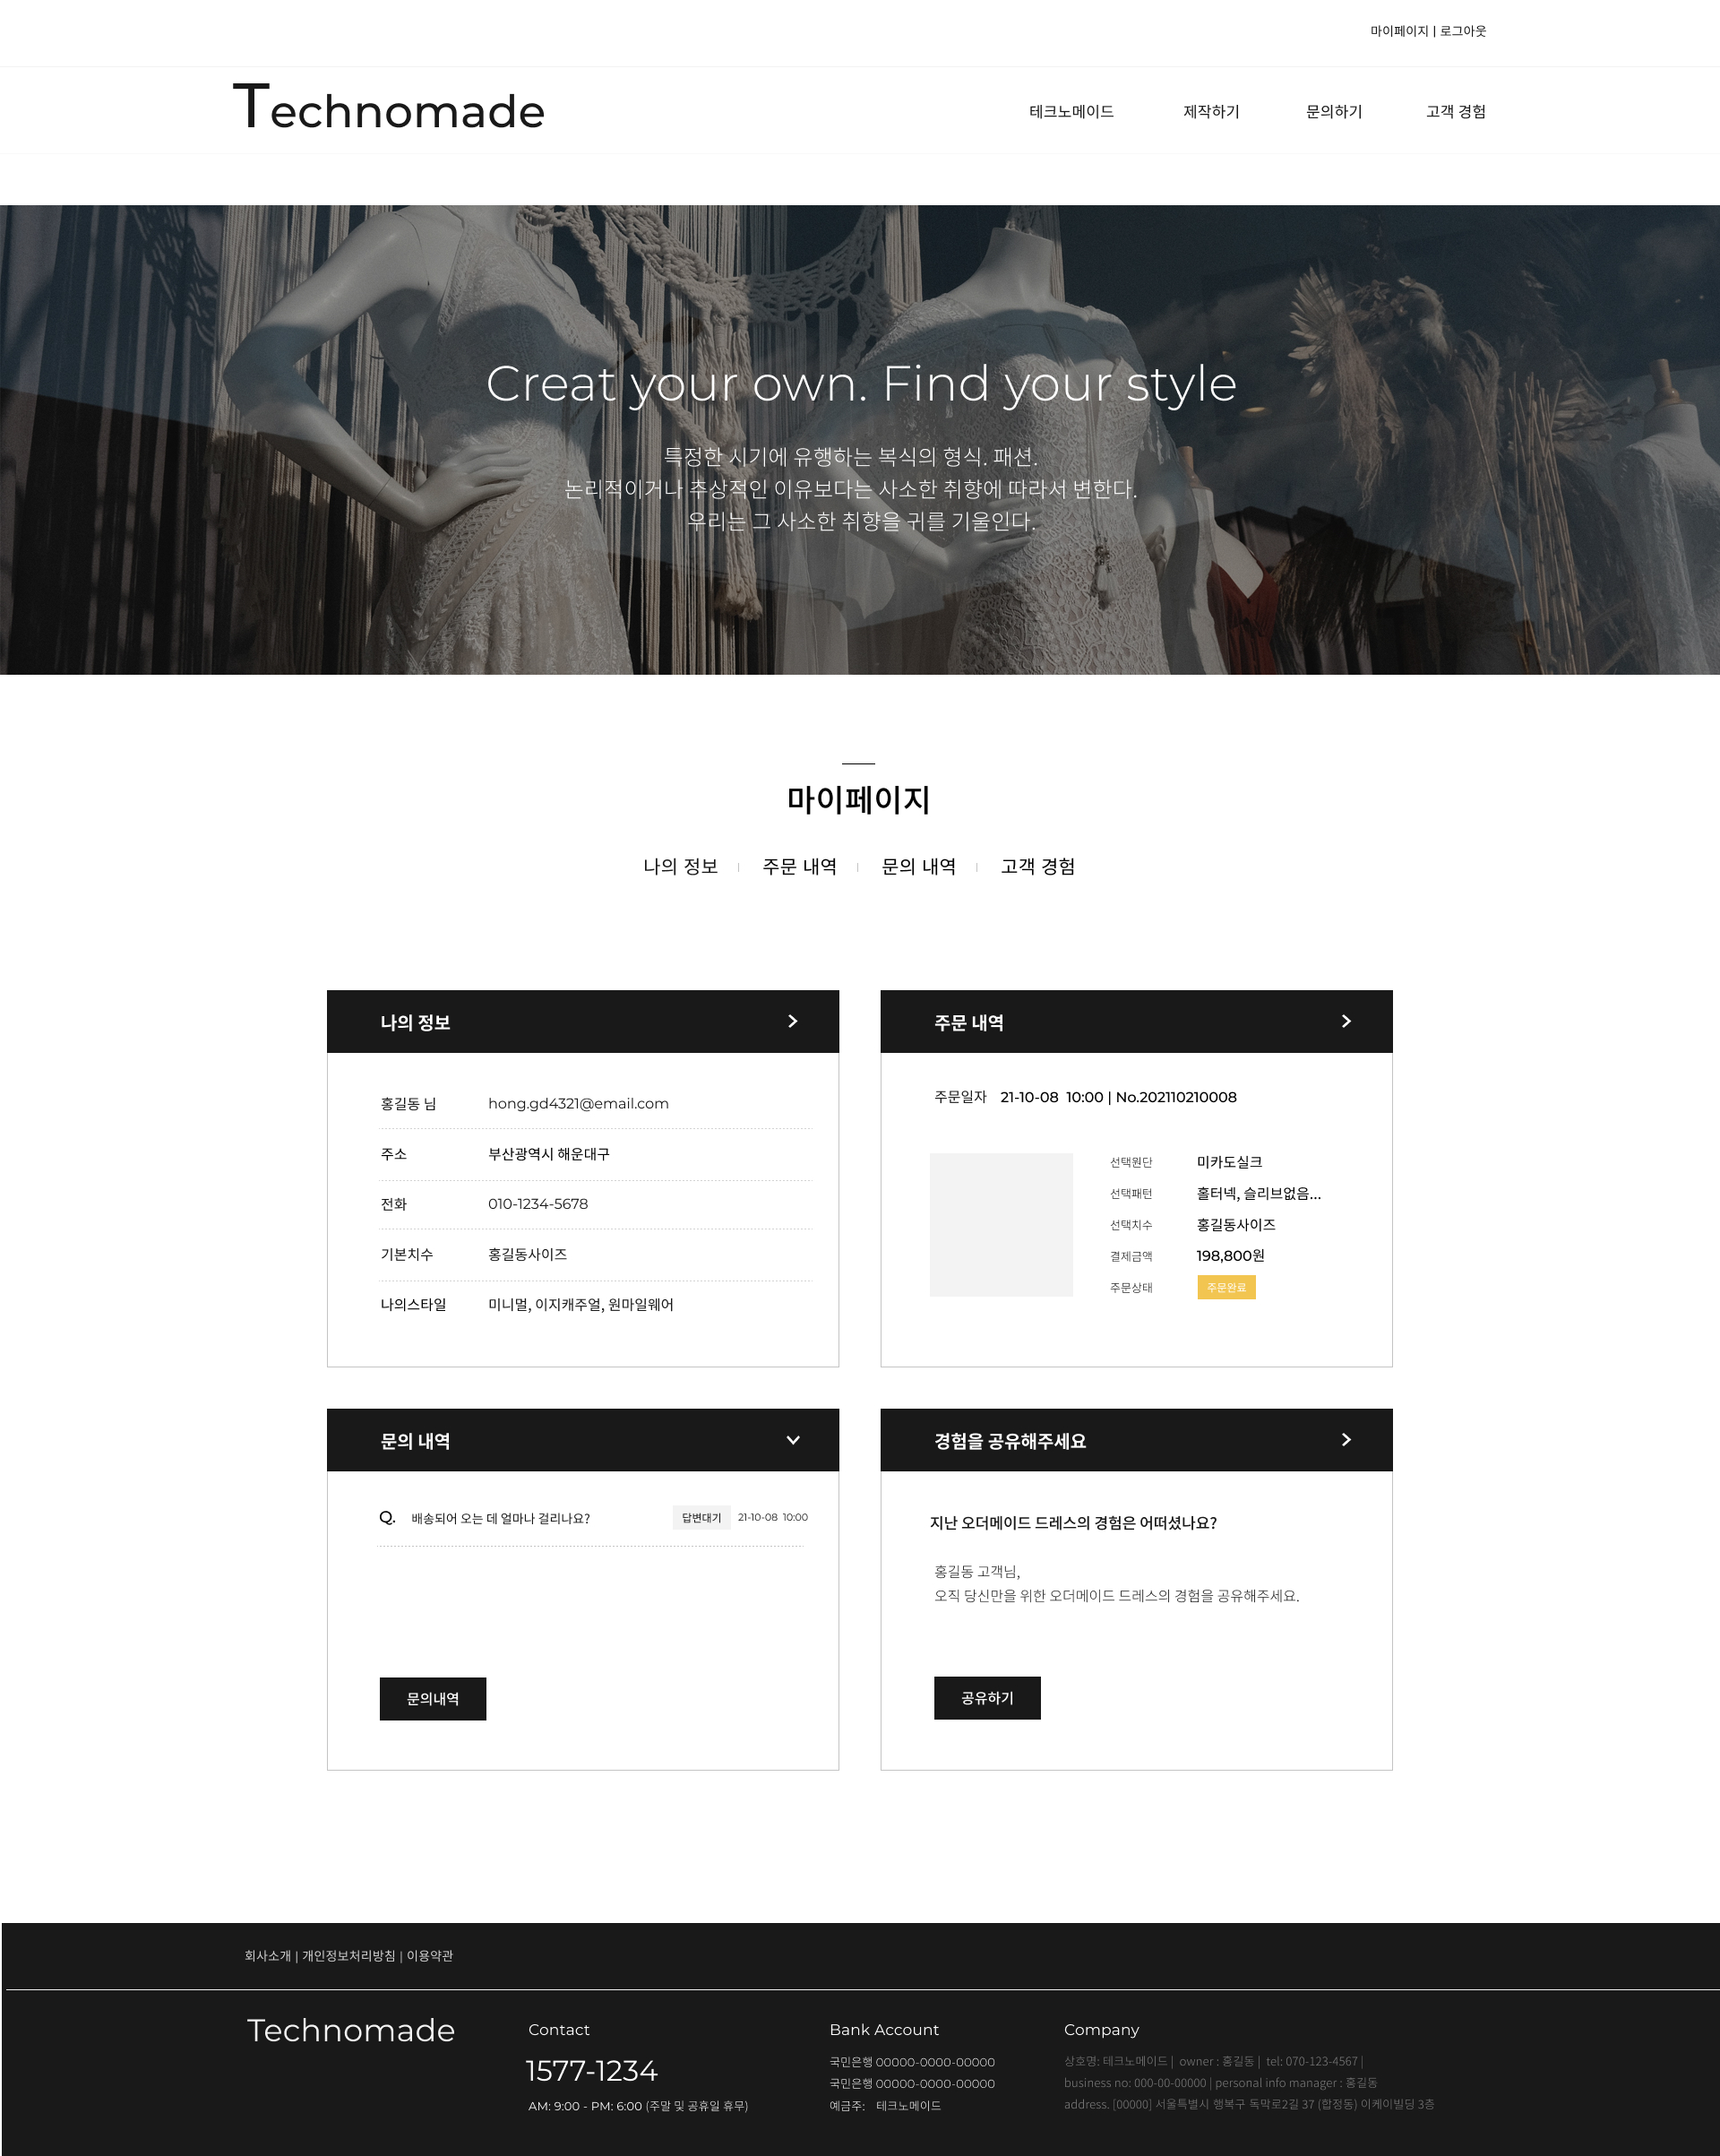 마이페이지 | 로그아웃
Technomade
테크노메이드 제작하기 문의하기 고객 경험
Creat your own. Find your style
특정한 시기에 유행하는 복식의 형식. 패션.
논리적이거나 추상적인 이유보다는 사소한 취향에 따라서 변한다.
우리는 그 사소한 취향을 귀를 기울인다.
마이페이지
나의 정보 | 주문 내역 | 문의 내역 | 고객 경험
나의 정보
홍길동 님 hong.gd4321@email.com
주소 부산광역시 해운대구
전화 010-1234-5678
기본치수 홍길동사이즈
나의스타일 미니멀, 이지캐주얼, 원마일웨어
주문 내역
주문일자 21-10-08 10:00 | No.202110210008
선택원단 미카도실크
선택패턴 홀터넥, 슬리브없음...
선택치수 홍길동사이즈
결제금액 198,800원
주문상태 주문완료
문의 내역
Q. 배송되어 오는 데 얼마나 걸리나요? 답변대기 21-10-08 10:00
문의내역
경험을 공유해주세요
지난 오더메이드 드레스의 경험은 어떠셨나요?
홍길동 고객님,
오직 당신만을 위한 오더메이드 드레스의 경험을 공유해주세요.
공유하기
회사소개 | 개인정보처리방침 | 이용약관
Technomade
Contact
1577-1234
AM: 9:00 - PM: 6:00 (주말 및 공휴일 휴무)
Bank Account
국민은행 00000-0000-00000
국민은행 00000-0000-00000
예금주: 테크노메이드
Company
상호명: 테크노메이드 | owner : 홍길동 | tel: 070-123-4567 |
business no: 000-00-00000 | personal info manager : 홍길동
address. [00000] 서울특별시 행복구 독막로2길 37 (합정동) 이케이빌딩 3층